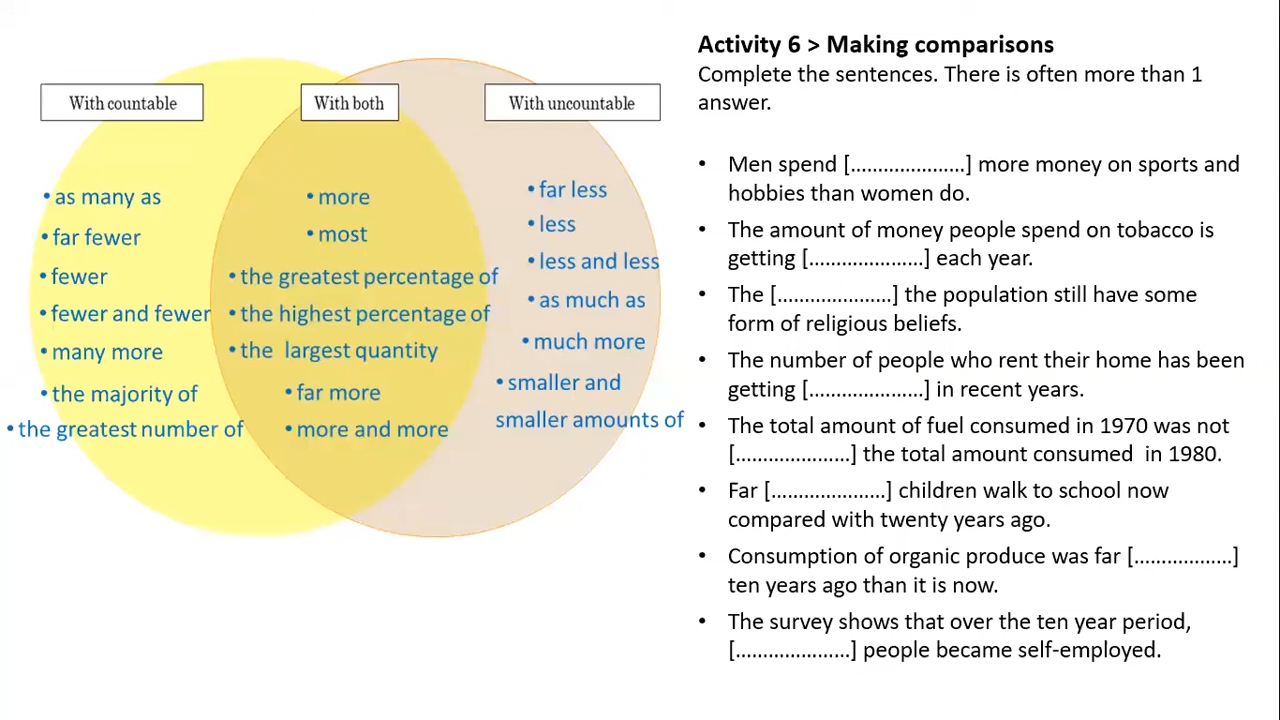 With countable
With both
With uncountable
• as many as
• far fewer
• fewer
• fewer and fewer
• many more
• the majority of
• the greatest number of
• more
• most
• the greatest percentage of
• the highest percentage of
• the largest quantity
• far more
• more and more
• far less
• less
• less and less
• as much as
• much more
• smaller and
smaller amounts of
Activity 6 > Making comparisons
Complete the sentences. There is often more than 1
answer.
• Men spend [.....................] more money on sports and
hobbies than women do.
• The amount of money people spend on tobacco is
getting [.....................] each year.
• The [.....................] the population still have some
form of religious beliefs.
• The number of people who rent their home has been
getting [.....................] in recent years.
• The total amount of fuel consumed in 1970 was not
[.....................] the total amount consumed in 1980.
• Far [.....................] children walk to school now
compared with twenty years ago.
• Consumption of organic produce was far [..................]
ten years ago than it is now.
• The survey shows that over the ten year period,
[.....................] people became self-employed.